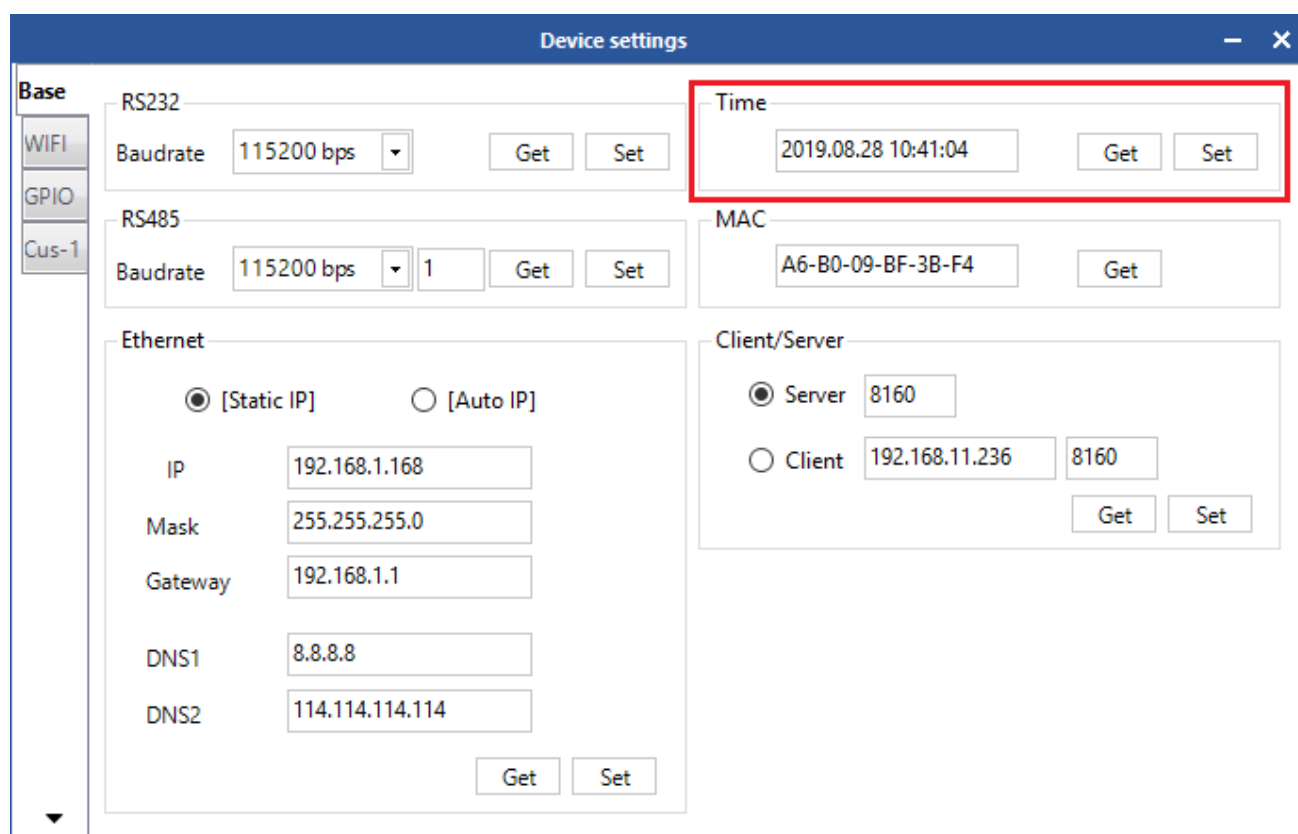 Device settings
Base
WIFI
GPIO
Cus-1
RS232
Baudrate 115200 bps Get Set
Time
2019.08.28 10:41:04 Get Set
RS485
Baudrate 115200 bps 1 Get Set
MAC
A6-B0-09-BF-3B-F4 Get
Ethernet
[Static IP] [Auto IP]
IP 192.168.1.168
Mask 255.255.255.0
Gateway 192.168.1.1
DNS1 8.8.8.8
DNS2 114.114.114.114
Get Set
Client/Server
Server 8160
Client 192.168.11.236 8160
Get Set